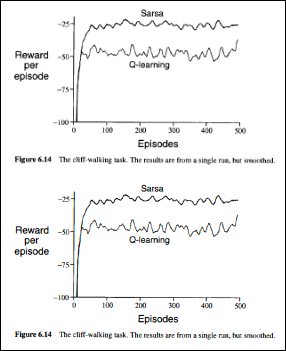 Sarsa
-25
Reward
per
episode
-50
Q-learning
-75
-100
0 100 200 300 400 500
Episodes
Figure 6.14 The cliff-walking task. The results are from a single run, but smoothed.
Sarsa
-25
Reward
per
episode
-50
Q-learning
-75
-100
0 100 200 300 400 500
Episodes
Figure 6.14 The cliff-walking task. The results are from a single run, but smoothed.